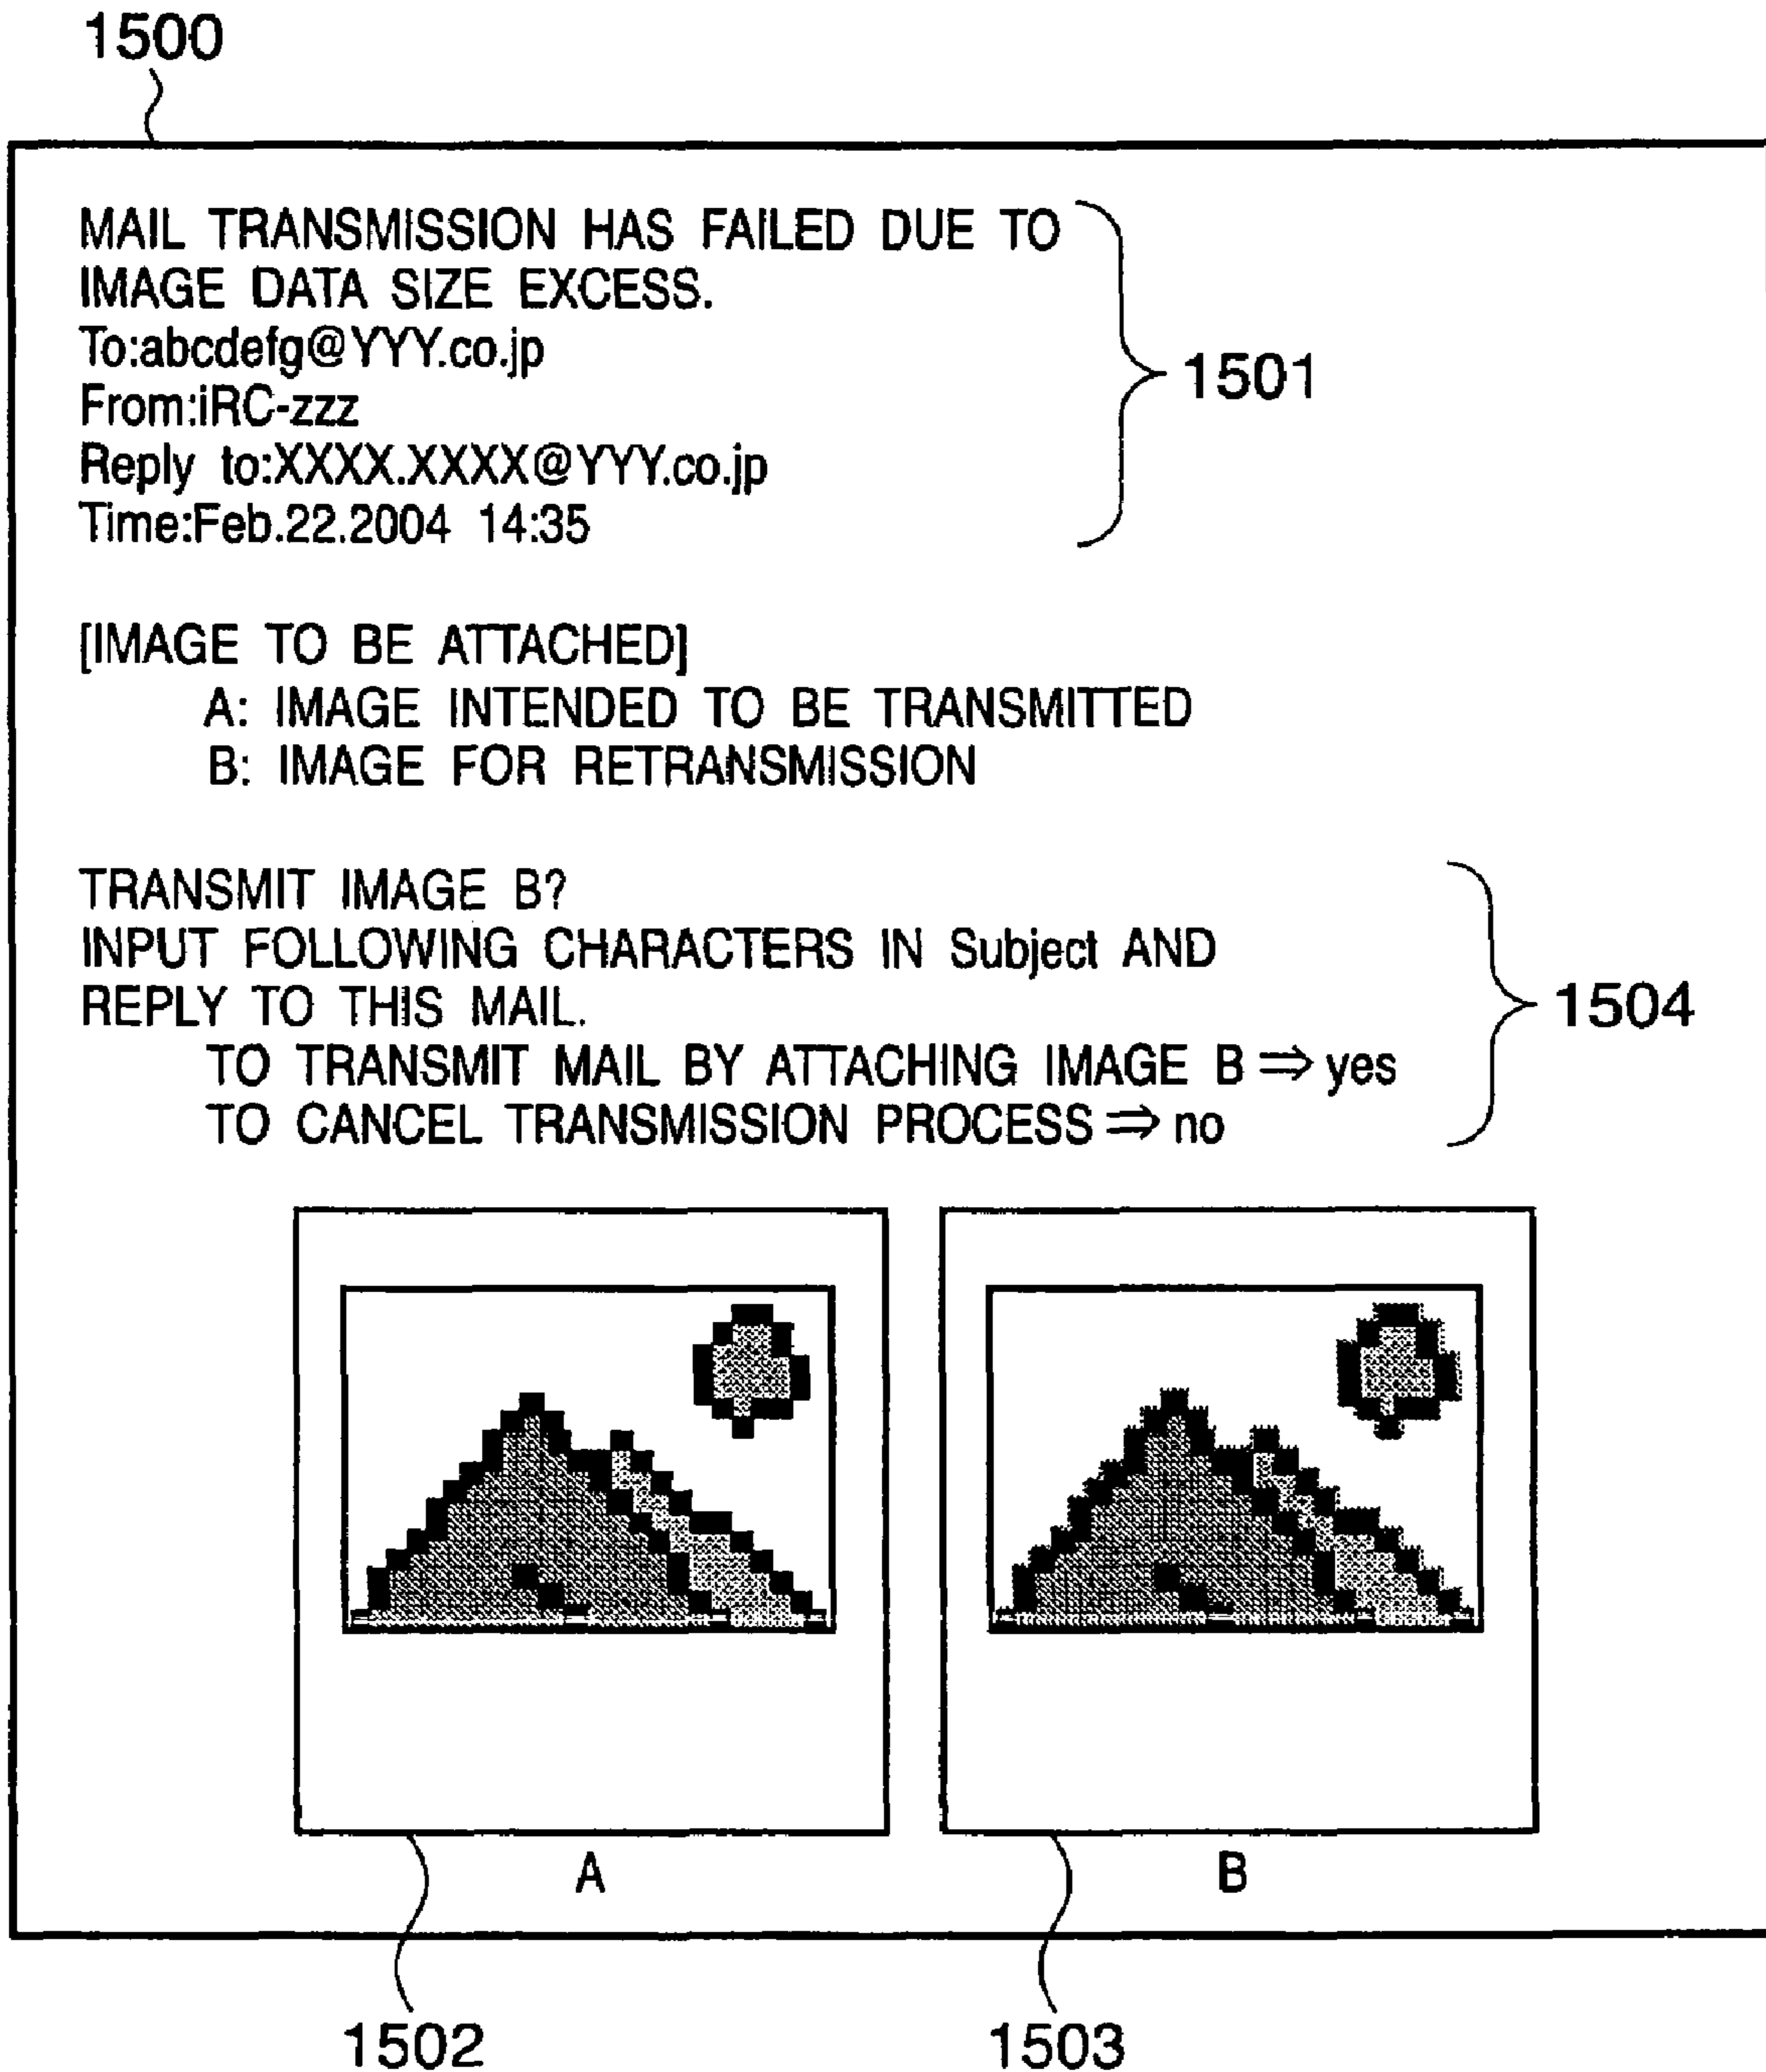 1500
MAIL TRANSMISSION HAS FAILED DUE TO
IMAGE DATA SIZE EXCESS.
To:abcdefg@YYY.co.jp
From:iRC-zzz
Reply to:XXXX.XXXX@YYY.co.jp
Time:Feb.22.2004 14:35
1501
[IMAGE TO BE ATTACHED]
A: IMAGE INTENDED TO BE TRANSMITTED
B: IMAGE FOR RETRANSMISSION
TRANSMIT IMAGE B?
INPUT FOLLOWING CHARACTERS IN Subject AND
REPLY TO THIS MAIL.
TO TRANSMIT MAIL BY ATTACHING IMAGE B ⇒ yes
TO CANCEL TRANSMISSION PROCESS ⇒ no
1504
A B
1502 1503